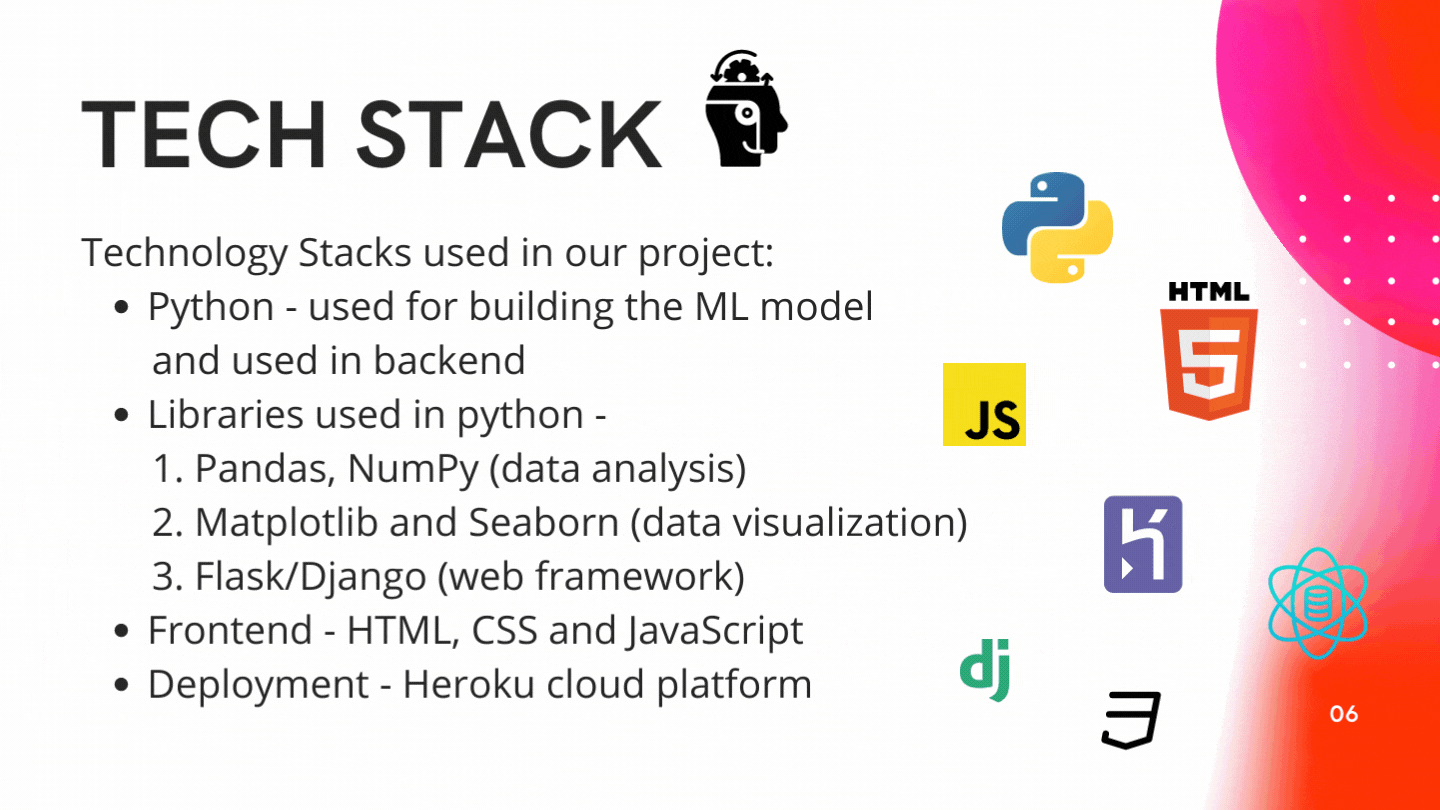 TECH STACK
Technology Stacks used in our project:
• Python - used for building the ML model
and used in backend
• Libraries used in python -
1. Pandas, NumPy (data analysis)
2. Matplotlib and Seaborn (data visualization)
3. Flask/Django (web framework)
• Frontend - HTML, CSS and JavaScript
• Deployment - Heroku cloud platform
HTML
5
JS
dj
06